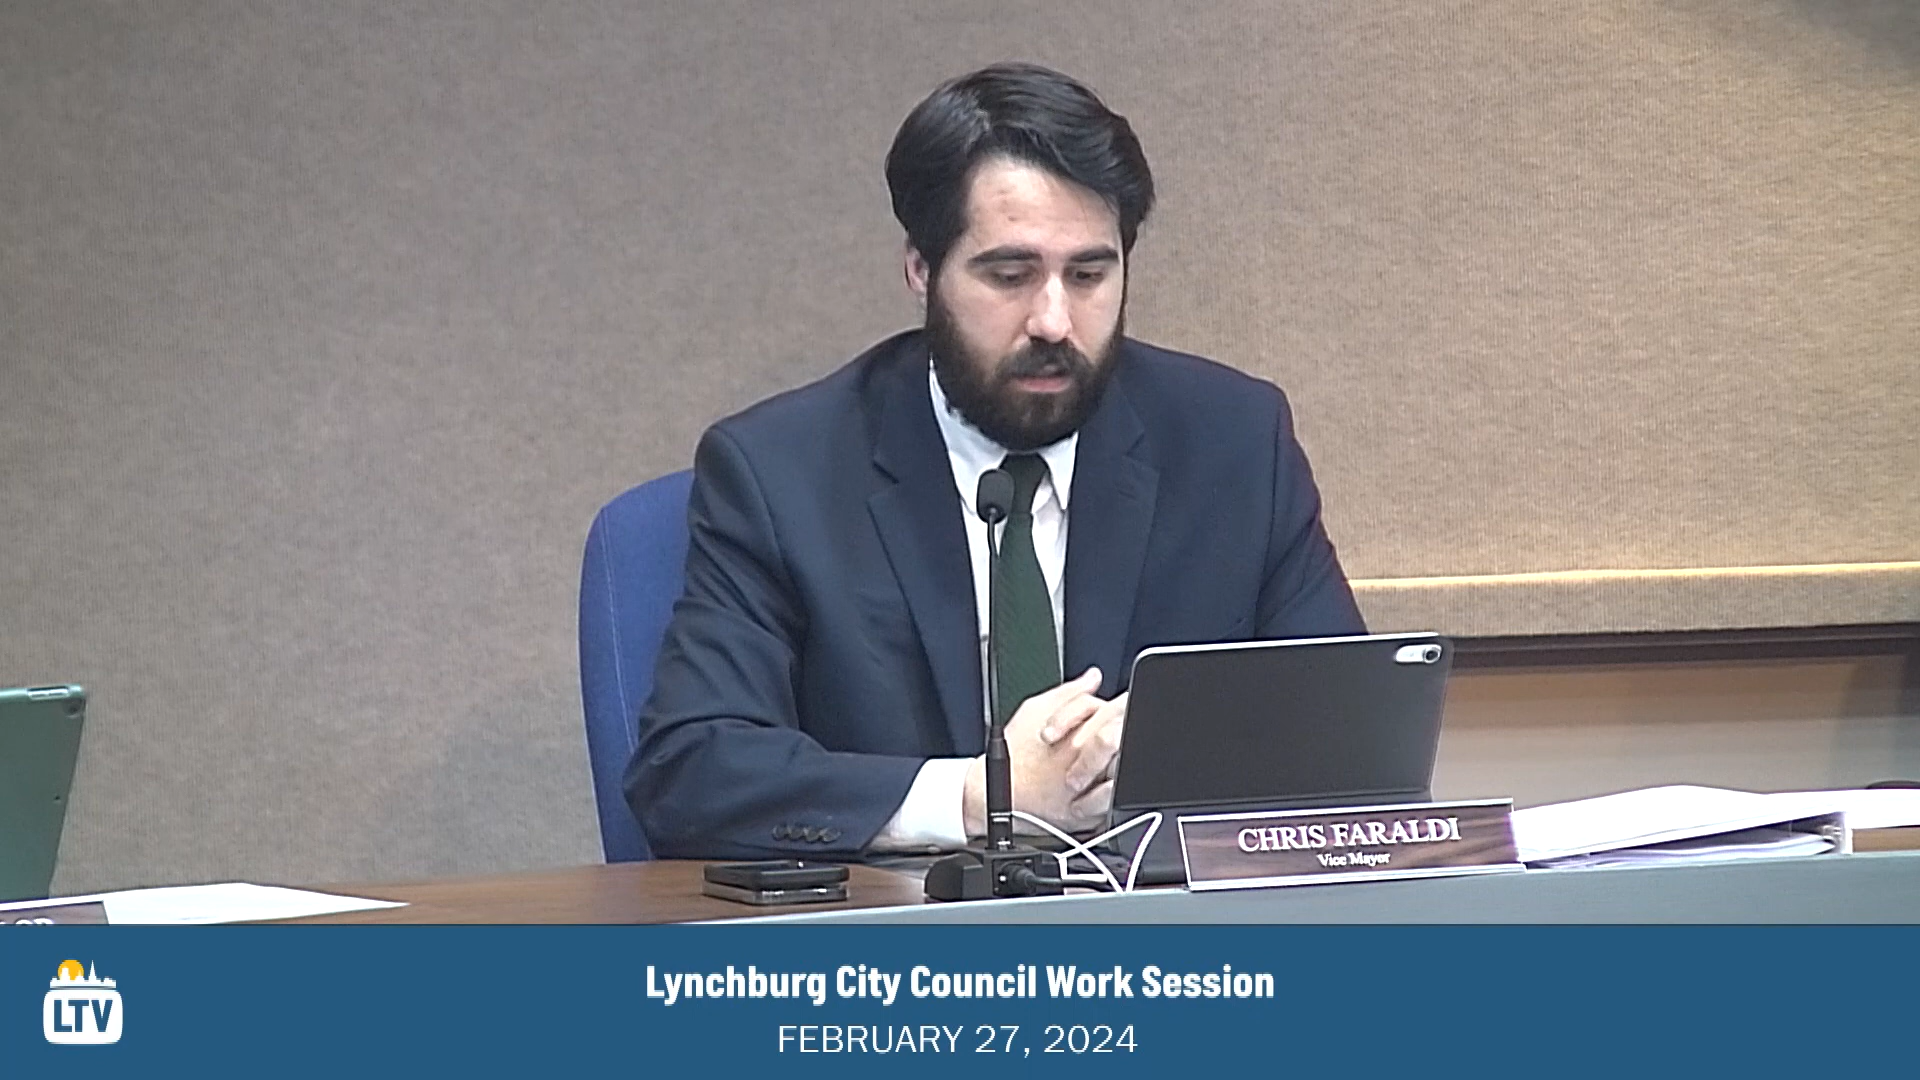 CHRIS FARALDI
Vice Mayor
LTV
Lynchburg City Council Work Session
FEBRUARY 27, 2024